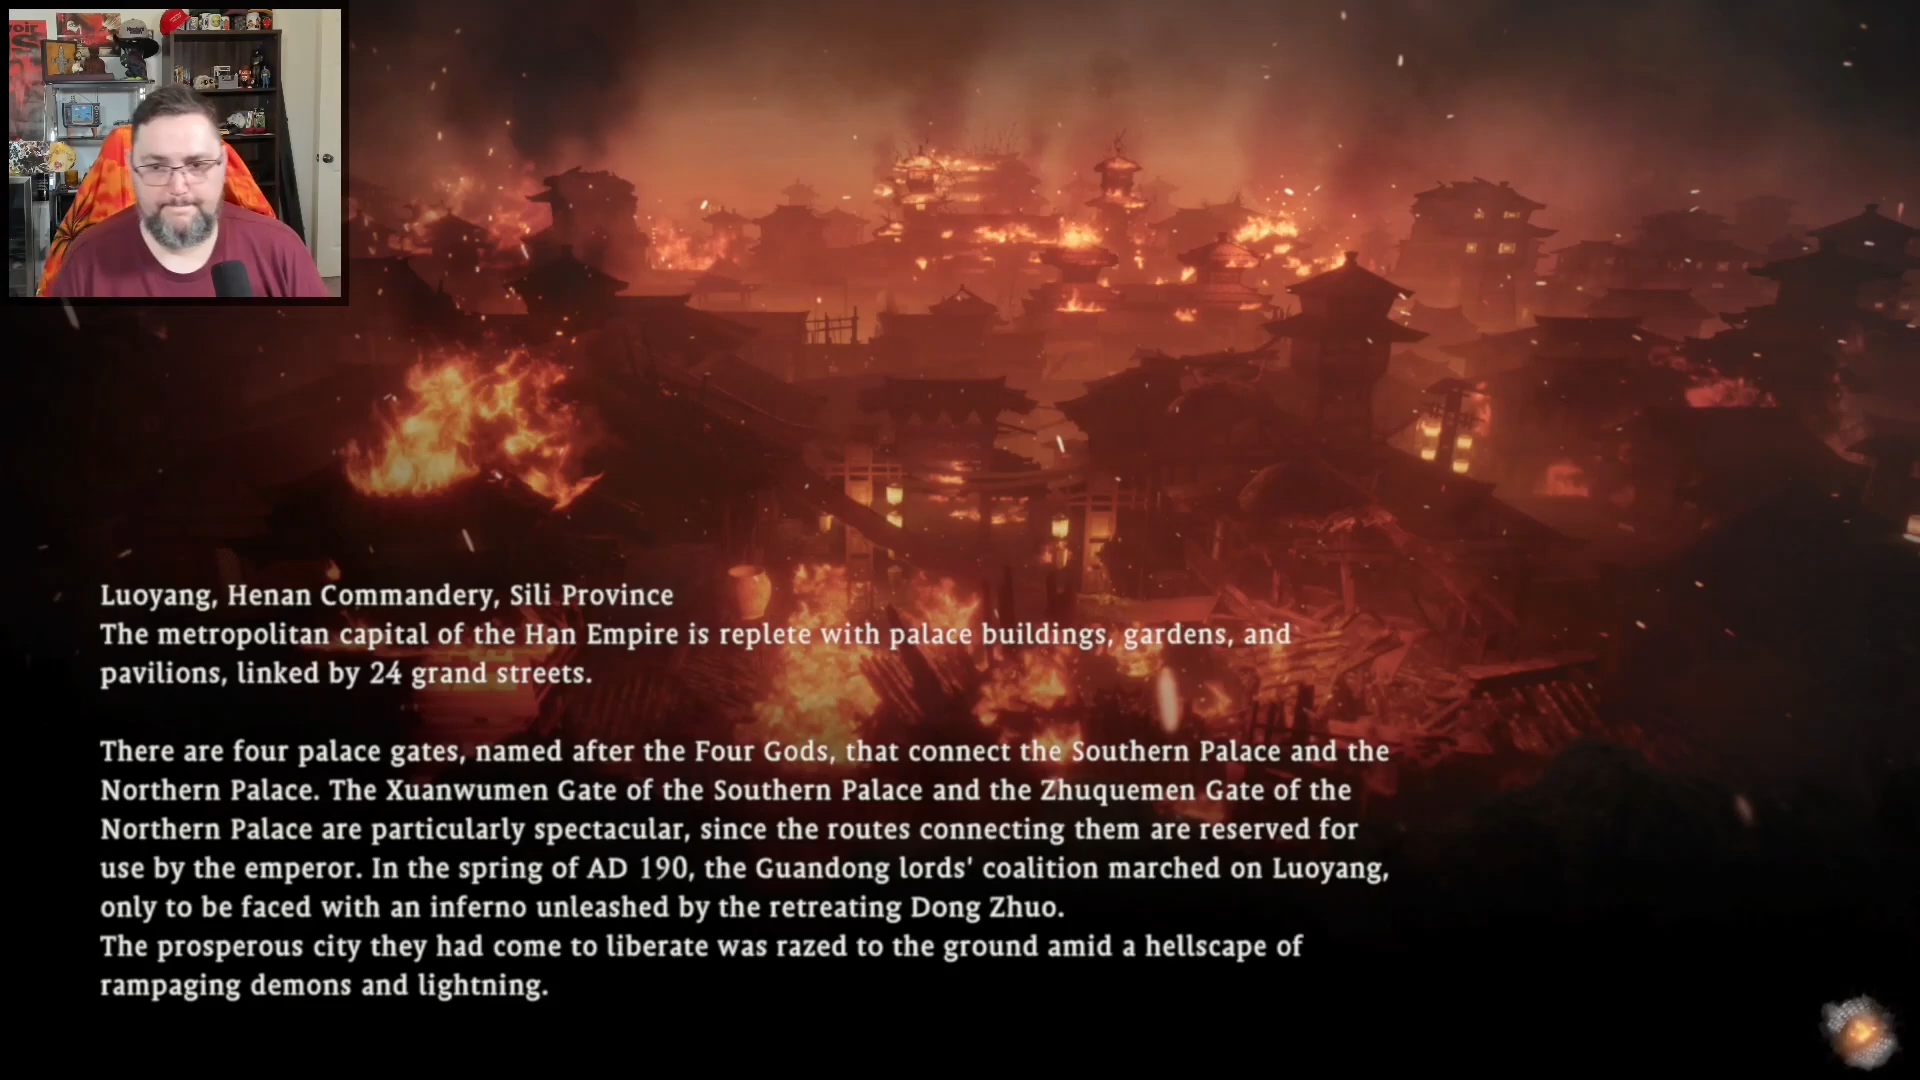 voir
Luoyang, Henan Commandery, Sili Province
The metropolitan capital of the Han Empire is replete with palace buildings, gardens, and
pavilions, linked by 24 grand streets.
There are four palace gates, named after the Four Gods, that connect the Southern Palace and the
Northern Palace. The Xuanwumen Gate of the Southern Palace and the Zhuquemen Gate of the
Northern Palace are particularly spectacular, since the routes connecting them are reserved for
use by the emperor. In the spring of AD 190, the Guandong lords' coalition marched on Luoyang,
only to be faced with an inferno unleashed by the retreating Dong Zhuo.
The prosperous city they had come to liberate was razed to the ground amid a hellscape of
rampaging demons and lightning.